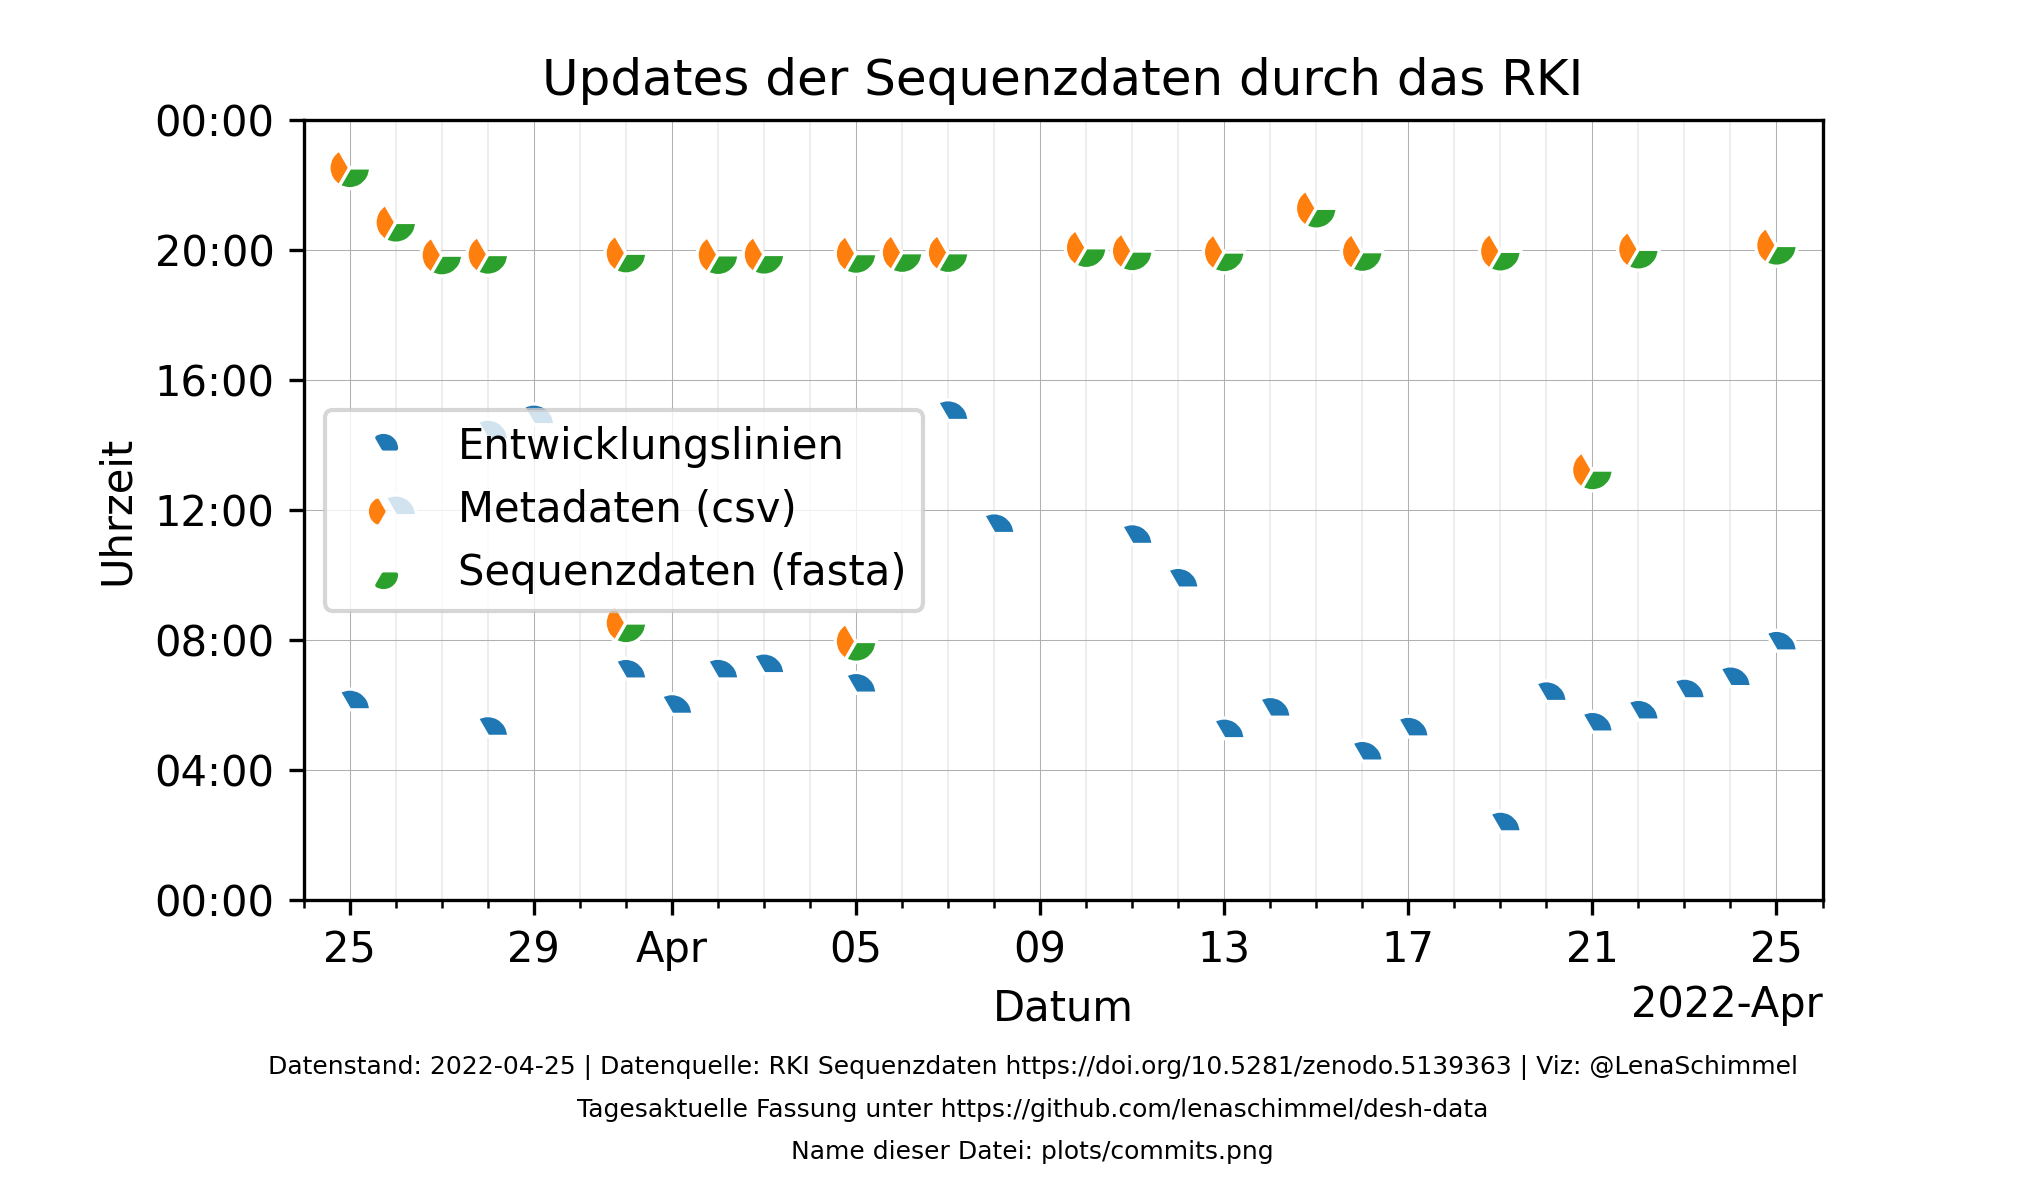 Updates der Sequenzdaten durch das RKI
00:00
20:00
16:00
12:00
08:00
04:00
00:00
Uhrzeit
Entwicklungslinien
Metadaten (csv)
Sequenzdaten (fasta)
25 29 Apr 05 09 13 17 21 25
Datum
2022-Apr
Datenstand: 2022-04-25 | Datenquelle: RKI Sequenzdaten https://doi.org/10.5281/zenodo.5139363 | Viz: @LenaSchimmel
Tagesaktuelle Fassung unter https://github.com/lenaschimmel/desh-data
Name dieser Datei: plots/commits.png